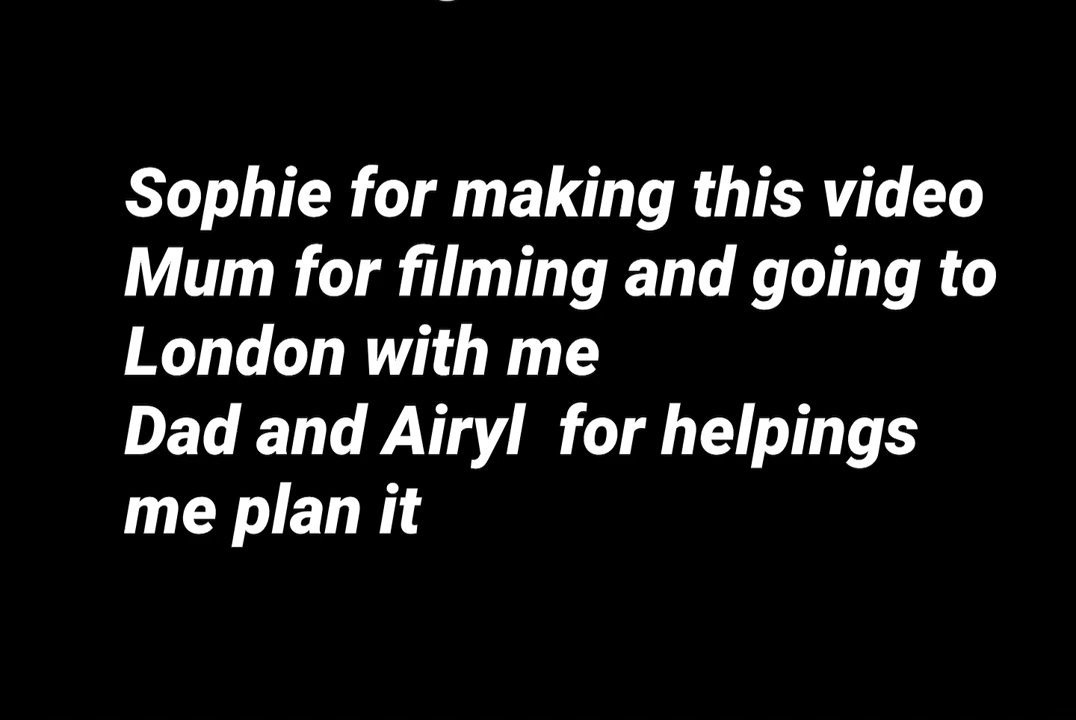 Sophie for making this video
Mum for filming and going to
London with me
Dad and Airyl  for helpings
me plan it